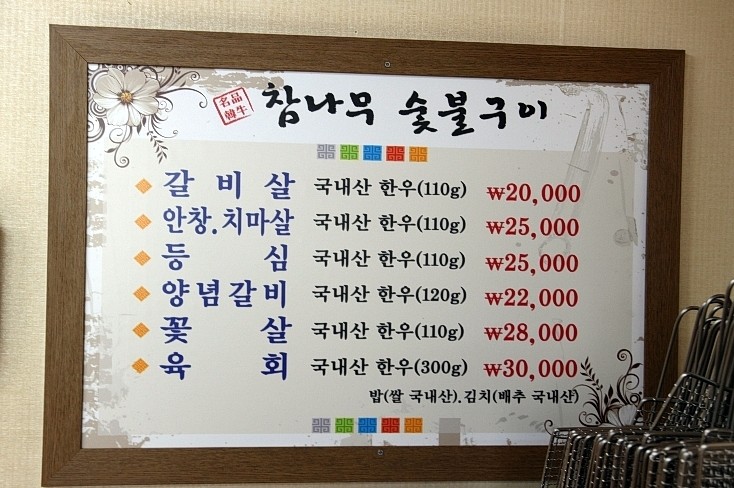 名品 韓牛 참나무 숯불구이
갈비살 국내산 한우(110g) ₩20,000
안창.치마살 국내산 한우(110g) ₩25,000
등심 국내산 한우(110g) ₩25,000
양념갈비 국내산 한우(120g) ₩22,000
꽃살 국내산 한우(110g) ₩28,000
육회 국내산 한우(300g) ₩30,000
밥(쌀 국내산).김치(배추 국내산)